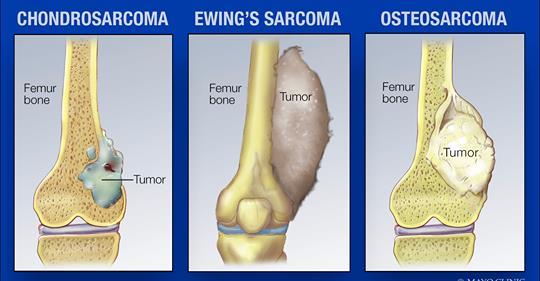 CHONDROSARCOMA
Femur
bone
Tumor
EWING'S SARCOMA
Femur
bone
Tumor
OSTEOSARCOMA
Femur
bone
Tumor
© MAYO CLINIC